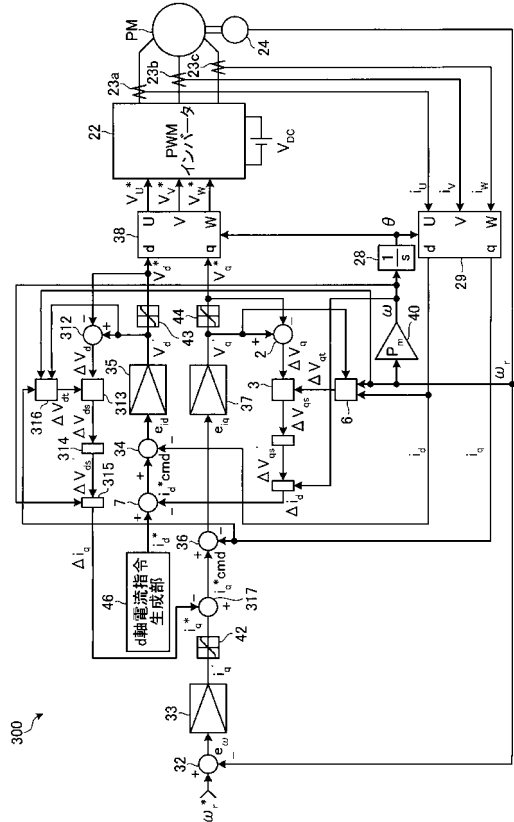 300
PM
24
23a
23b
23c
22
PWM
インバータ
V_DC
V_U*
V_V*
V_W*
38
d
U
V
q
W
V_d*
V_q*
i_U
i_V
i_W
θ
28
1/s
ω
29
d
U
V
q
W
P_m
40
ω_r
i_d
i_q
312
ΔV_d
43
44
V_d'
V_q'
316
ΔV_dt
313
ΔV_ds
314
ΔV_ds'
315
35
37
e_id
e_iq
2
ΔV_q
3
ΔV_qt
6
ΔV_qs
ΔV_qs'
Δi_d
34
7
i_d*cmd
i_d*
Δi_q
46
d軸電流指令
生成部
36
i_q*cmd
317
i_q*
42
i_q'
33
e_ω
32
ω_r*